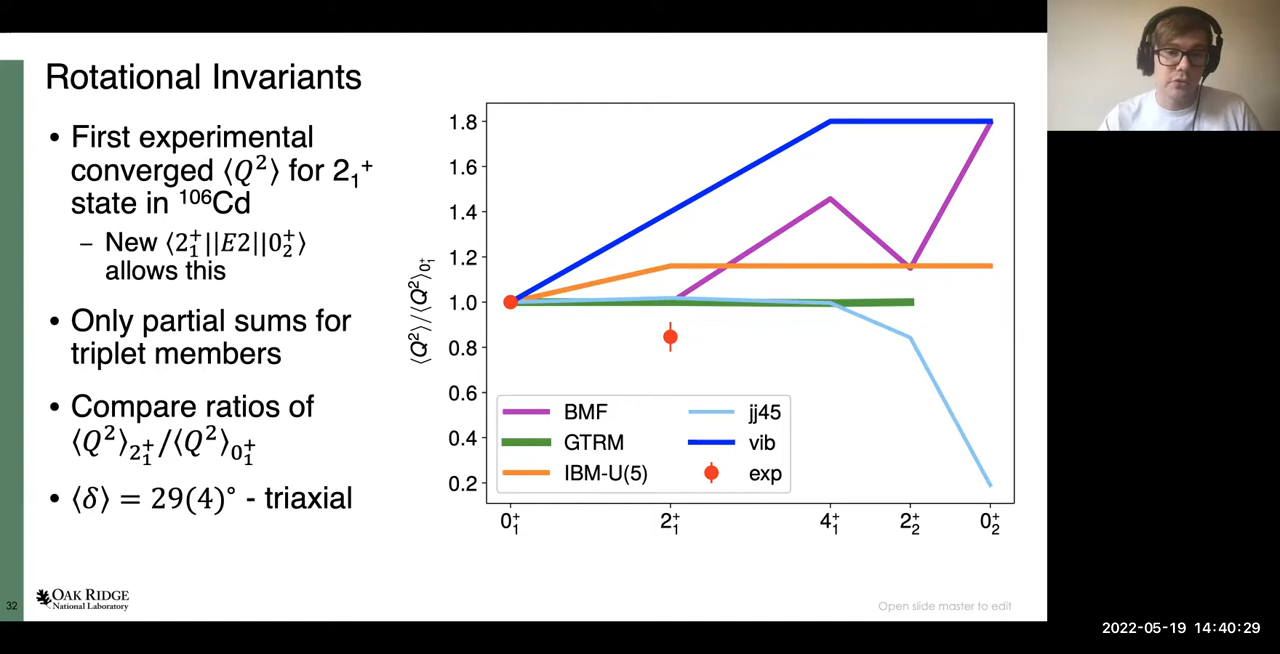 Rotational Invariants
• First experimental
converged ⟨Q²⟩ for 2₁⁺
state in ¹⁰⁶Cd
– New ⟨2₁⁺||E2||0₂⁺⟩
allows this
• Only partial sums for
triplet members
• Compare ratios of
⟨Q²⟩2₁⁺/⟨Q²⟩0₁⁺
• ⟨δ⟩ = 29(4)° - triaxial
⟨Q²⟩/⟨Q²⟩0₁⁺
1.8
1.6
1.4
1.2
1.0
0.8
0.6
0.4
0.2
BMF
GTRM
IBM-U(5)
jj45
vib
exp
0₁⁺ 2₁⁺ 4₁⁺ 2₂⁺ 0₂⁺
32
OAK RIDGE
National Laboratory
Open slide master to edit
2022-05-19 14:40:29